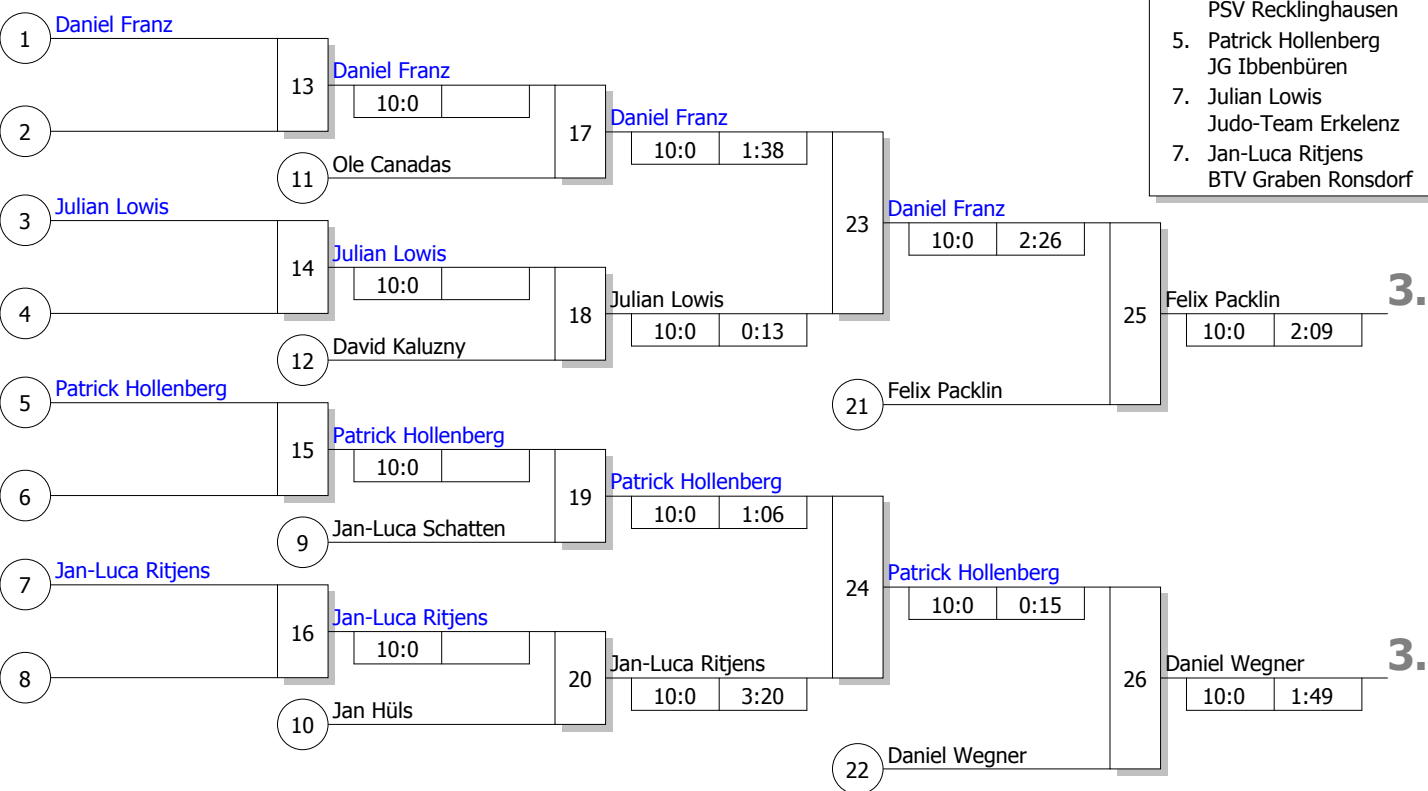 PSV Recklinghausen
5. Patrick Hollenberg
JG Ibbenbüren
7. Julian Lowis
Judo-Team Erkelenz
7. Jan-Luca Ritjens
BTV Graben Ronsdorf
1 Daniel Franz
13 Daniel Franz
10:0
2
17 Daniel Franz
10:0 1:38
11 Ole Canadas
3 Julian Lowis
23 Daniel Franz
10:0 2:26
14 Julian Lowis
10:0
4
18 Julian Lowis
10:0 0:13
25 Felix Packlin 3.
10:0 2:09
12 David Kaluzny
5 Patrick Hollenberg
21 Felix Packlin
15 Patrick Hollenberg
10:0
6
19 Patrick Hollenberg
10:0 1:06
9 Jan-Luca Schatten
7 Jan-Luca Ritjens
24 Patrick Hollenberg
10:0 0:15
16 Jan-Luca Ritjens
10:0
8
20 Jan-Luca Ritjens
10:0 3:20
26 Daniel Wegner 3.
10:0 1:49
10 Jan Hüls
22 Daniel Wegner